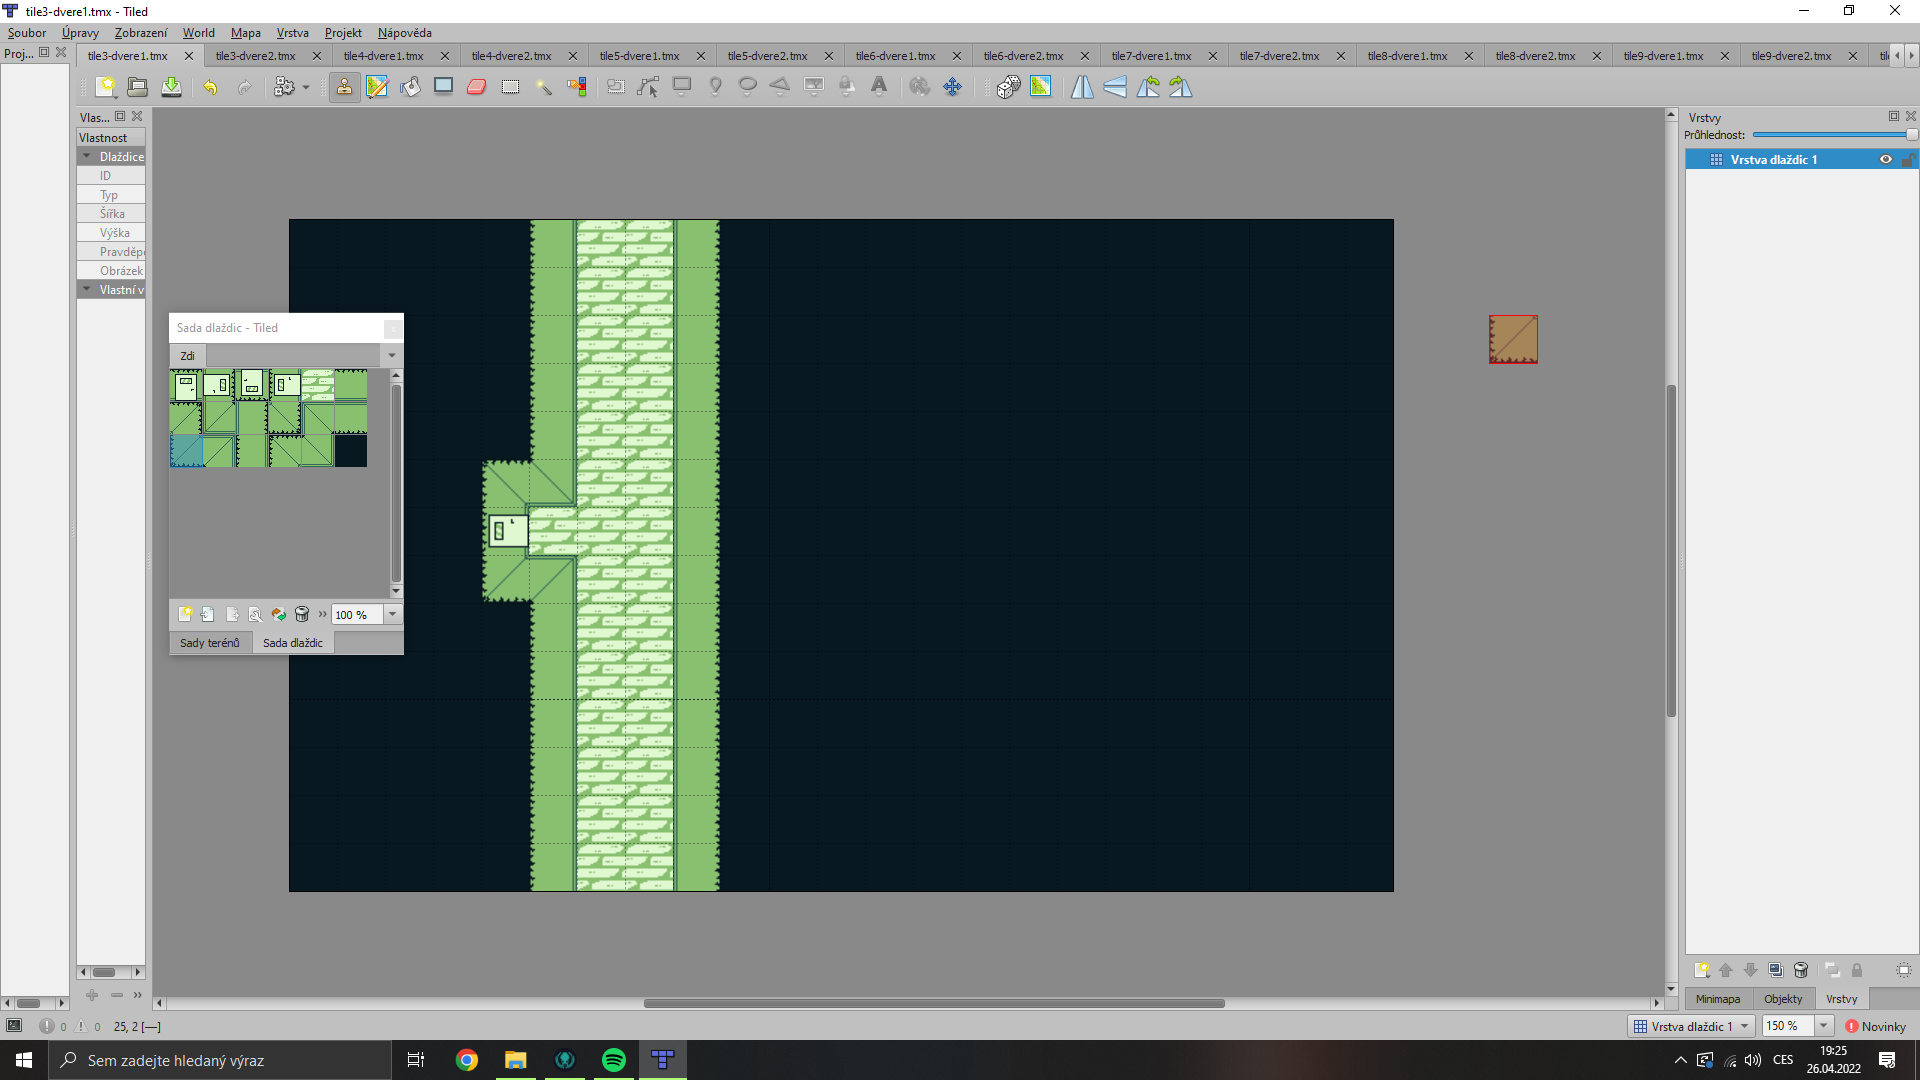 tile3-dvere1.tmx - Tiled
Soubor Úpravy Zobrazení World Mapa Vrstva Projekt Nápověda
Proj...
tile3-dvere1.tmx tile3-dvere2.tmx tile4-dvere1.tmx tile4-dvere2.tmx tile5-dvere1.tmx tile5-dvere2.tmx tile6-dvere1.tmx tile6-dvere2.tmx tile7-dvere1.tmx tile7-dvere2.tmx tile8-dvere1.tmx tile8-dvere2.tmx tile9-dvere1.tmx tile9-dvere2.tmx
Vlas...
Vlastnost
Dlaždice
ID
Typ
Šířka
Výška
Pravděp
Obrázek
Vlastní v
Sada dlaždic - Tiled
Zdi
100 %
Sady terénů Sada dlaždic
Vrstvy
Průhlednost:
Vrstva dlaždic 1
Minimapa Objekty Vrstvy
0 0 25, 2 [—]
Vrstva dlaždic 1 150 % Novinky
Sem zadejte hledaný výraz
CES
19:25
26.04.2022